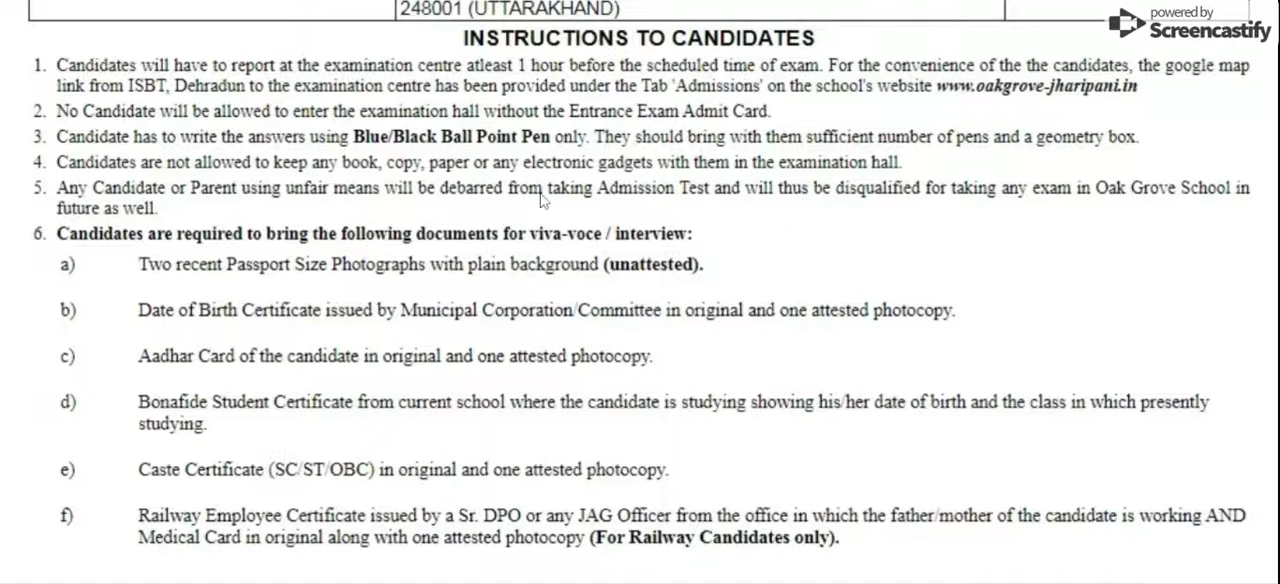 248001 (UTTARAKHAND)
powered by
Screencastify
INSTRUCTIONS TO CANDIDATES
1. Candidates will have to report at the examination centre atleast 1 hour before the scheduled time of exam. For the convenience of the the candidates, the google map
link from ISBT, Dehradun to the examination centre has been provided under the Tab 'Admissions' on the school's website www.oakgrove-jharipani.in
2. No Candidate will be allowed to enter the examination hall without the Entrance Exam Admit Card.
3. Candidate has to write the answers using Blue/Black Ball Point Pen only. They should bring with them sufficient number of pens and a geometry box.
4. Candidates are not allowed to keep any book, copy, paper or any electronic gadgets with them in the examination hall.
5. Any Candidate or Parent using unfair means will be debarred from taking Admission Test and will thus be disqualified for taking any exam in Oak Grove School in
future as well.
6. Candidates are required to bring the following documents for viva-voce / interview:
a) Two recent Passport Size Photographs with plain background (unattested).
b) Date of Birth Certificate issued by Municipal Corporation/Committee in original and one attested photocopy.
c) Aadhar Card of the candidate in original and one attested photocopy.
d) Bonafide Student Certificate from current school where the candidate is studying showing his/her date of birth and the class in which presently
studying.
e) Caste Certificate (SC/ST/OBC) in original and one attested photocopy.
f) Railway Employee Certificate issued by a Sr. DPO or any JAG Officer from the office in which the father/mother of the candidate is working AND
Medical Card in original along with one attested photocopy (For Railway Candidates only).